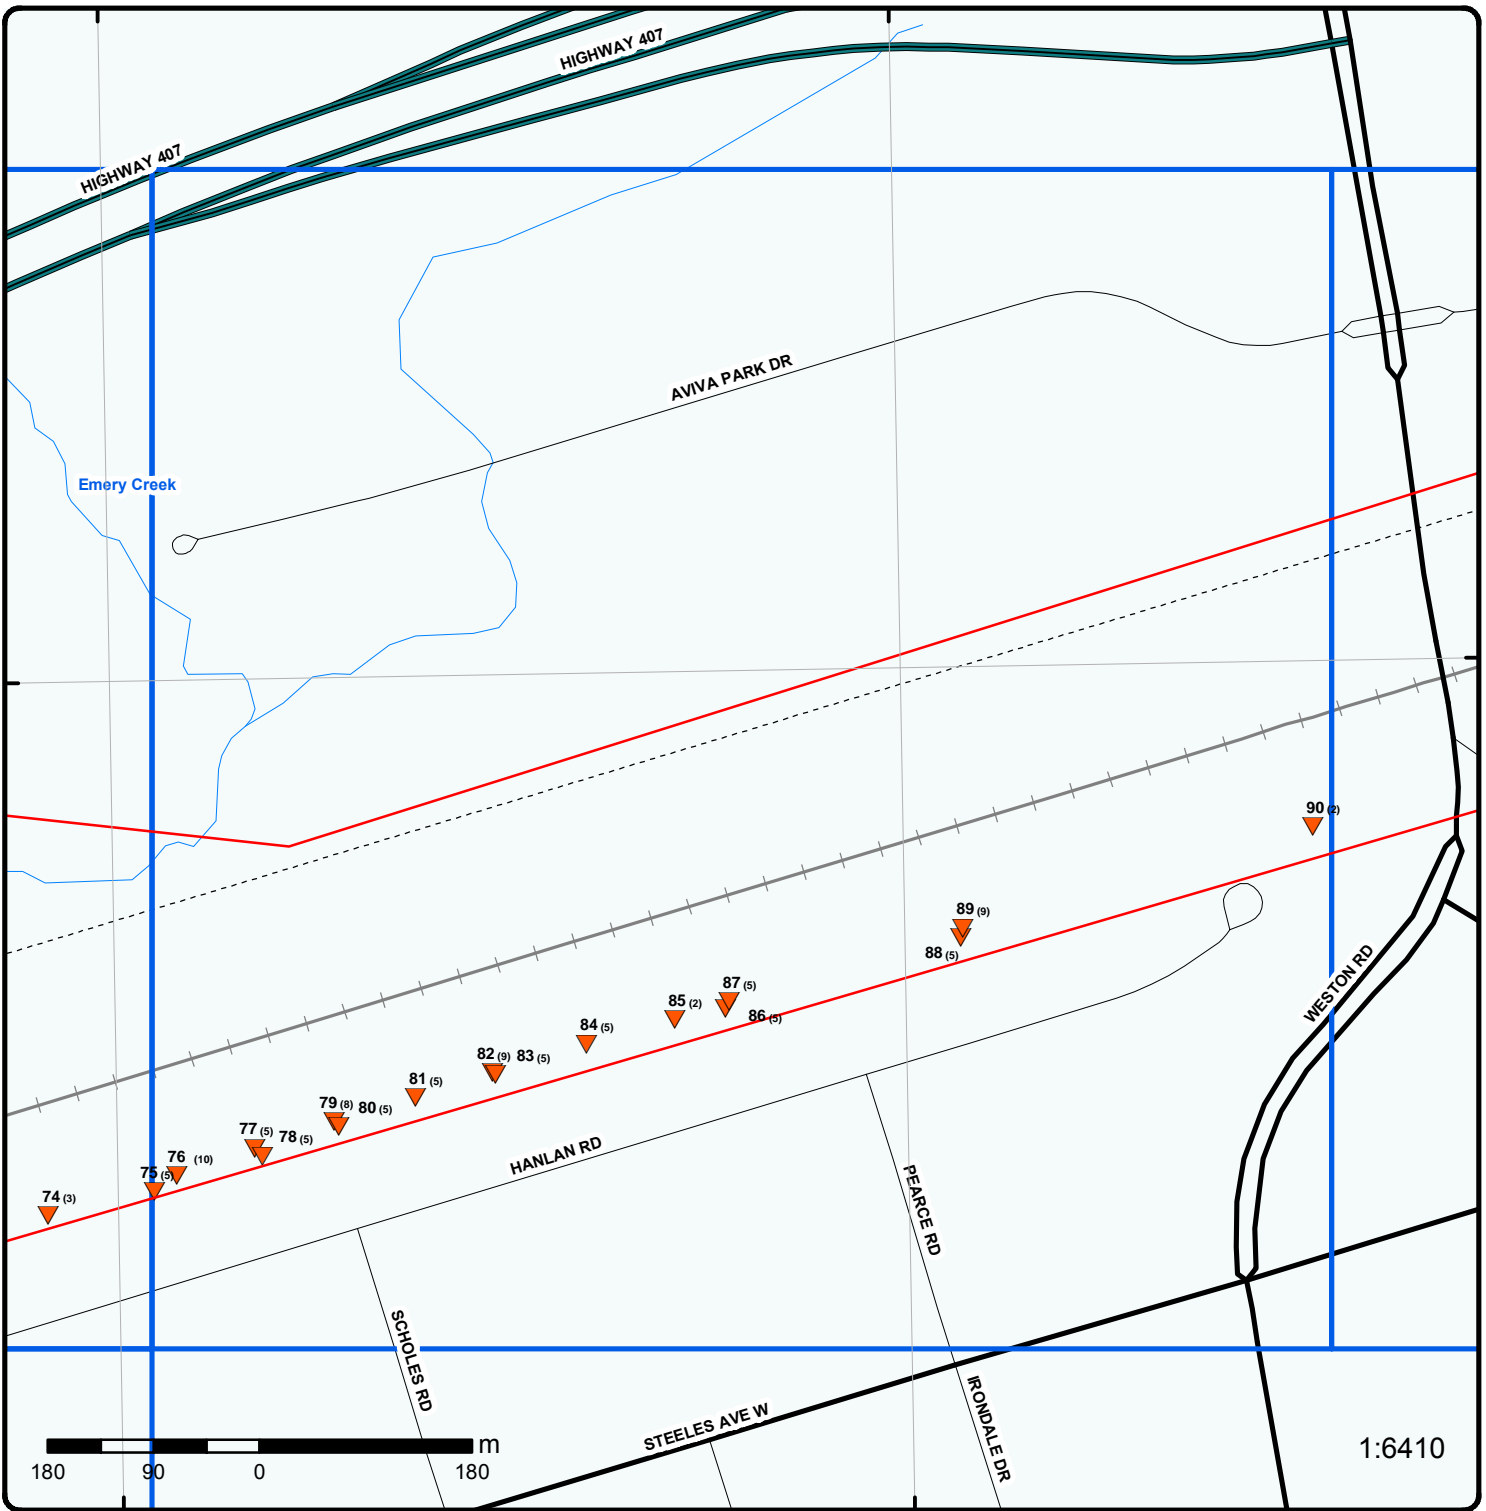 HIGHWAY 407
HIGHWAY 407
AVIVA PARK DR
Emery Creek
90 (2)
89 (9)
88 (5)
WESTON RD
87 (5)
85 (2)
86 (5)
84 (5)
82 (9) 83 (5)
81 (5)
79 (8) 80 (5)
77 (5) 78 (5)
76 (10)
75 (5)
74 (3)
HANLAN RD
PEARCE RD
SCHOLES RD
IRONDALE DR
STEELES AVE W
m
180 90 0 180
1:6410